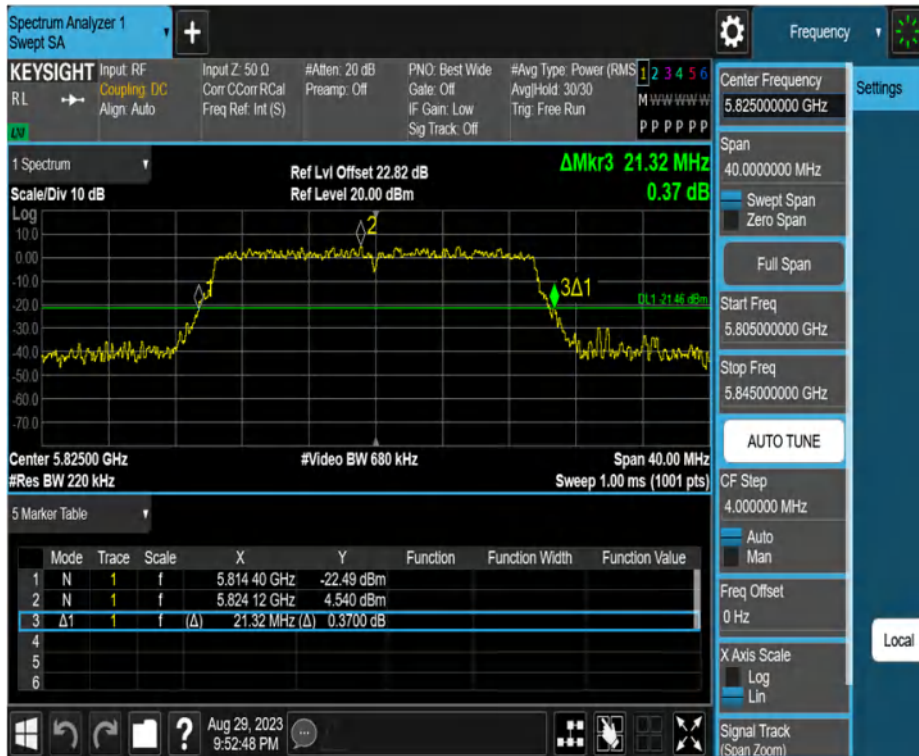 Spectrum Analyzer 1
Swept SA
+
Frequency
KEYSIGHT
RL
Input: RF
Coupling: DC
Align: Auto
Input Z: 50 Ω
Corr CCorr RCal
Freq Ref: Int (S)
#Atten: 20 dB
Preamp: Off
PNO: Best Wide
Gate: Off
IF Gain: Low
Sig Track: Off
#Avg Type: Power (RMS
Avg|Hold: 30/30
Trig: Free Run
1 2 3 4 5 6
M W W W W W
P P P P P P
1 Spectrum
Scale/Div 10 dB
Ref Lvl Offset 22.82 dB
Ref Level 20.00 dBm
ΔMkr3 21.32 MHz
0.37 dB
Log
10.0
0.00
-10.0
-20.0
-30.0
-40.0
-50.0
-60.0
-70.0
1
2
3Δ1
DL1 -21.46 dBm
Center 5.82500 GHz
#Res BW 220 kHz
#Video BW 680 kHz
Span 40.00 MHz
Sweep 1.00 ms (1001 pts)
5 Marker Table
Mode Trace Scale X Y Function Function Width Function Value
1 N 1 f 5.814 40 GHz -22.49 dBm
2 N 1 f 5.824 12 GHz 4.540 dBm
3 Δ1 1 f (Δ) 21.32 MHz (Δ) 0.3700 dB
4
5
6
Aug 29, 2023
9:52:48 PM
?
Center Frequency
5.825000000 GHz
Span
40.0000000 MHz
Swept Span
Zero Span
Full Span
Start Freq
5.805000000 GHz
Stop Freq
5.845000000 GHz
AUTO TUNE
CF Step
4.000000 MHz
Auto
Man
Freq Offset
0 Hz
X Axis Scale
Log
Lin
Signal Track
(Span Zoom)
Settings
Local